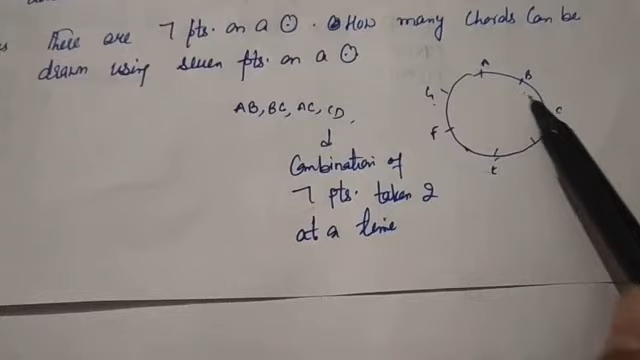 There are 7 pts. on a ⊙. How many Chords Can be
drawn using seven pts. on a ⊙
AB, BC, AC, CD,
Combination of
7 pts. taken 2
at a time
A
B
C
G
F
E